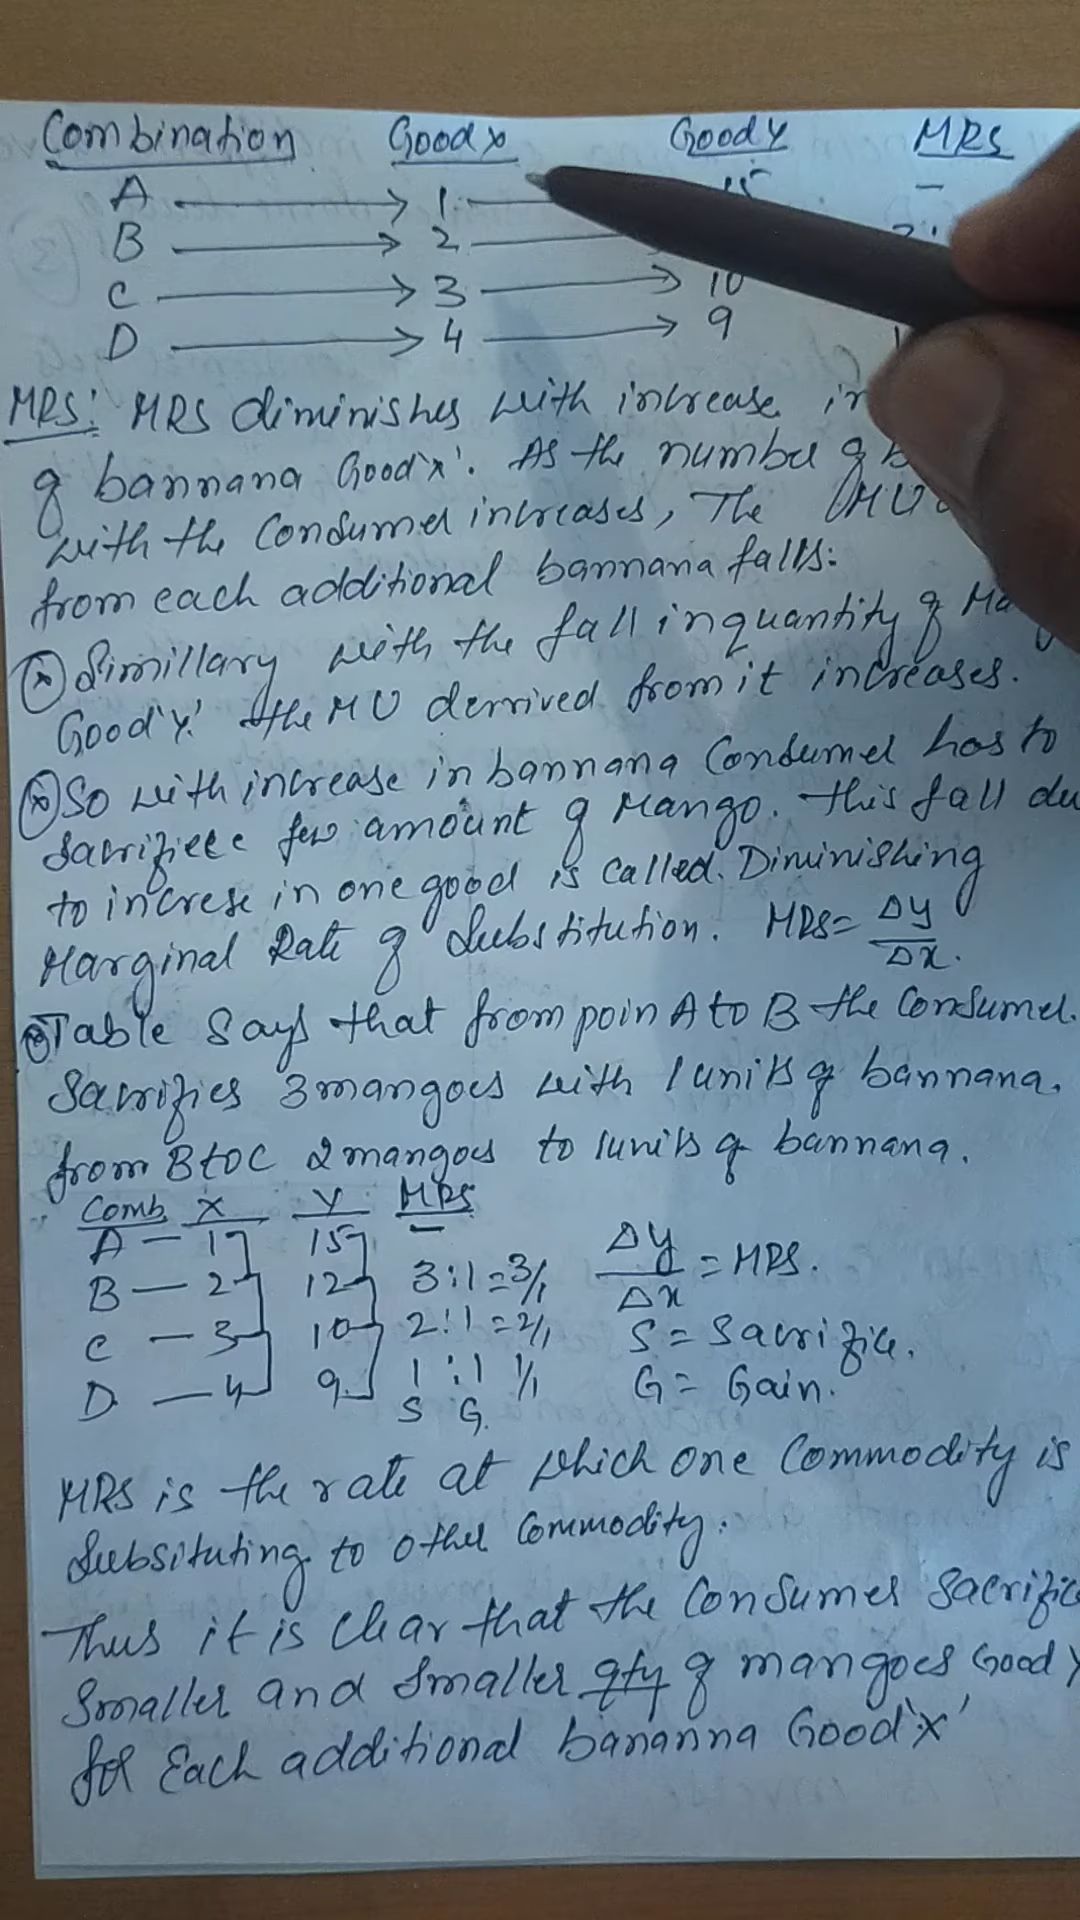 Combination Good x Good y MRS
A → 1 15 -
B → 2
C → 3 → 10
D → 4 → 9
MRS: MRS diminishes with increase in
of bannana Good 'x'. As the number of
with the Consumer increases, The MU
from each additional bannana falls:
Simillary with the fall in quantity of
Good 'y' the MU derrived from it increases.
So with increase in bannana Consumer has to
Sacrifiece few amount of Mango. this fall du
to increse in one good is called Diminishing
Marginal Rate of Substitution. MRS = Δy/Δx.
Table Says that from poin A to B the Consumer.
Sacrifies 3 mangoes with 1 units of bannana.
from B to C 2 mangoes to 1 units of bannana.
Comb X Y MRS
A — 1 15 — Δy/Δx = MRS.
B — 2 12 3:1 = 3/1
C — 3 10 2:1 = 2/1 S = Sacrifice.
D — 4 9 1:1 1/1 G = Gain.
S G.
MRS is the rate at which one Commodity is
Subsituting to other Commodity.
Thus it is clear that the Consumer Sacrifice
Smaller and Smaller qty of mangoes Good y
for Each additional bananna Good 'x'